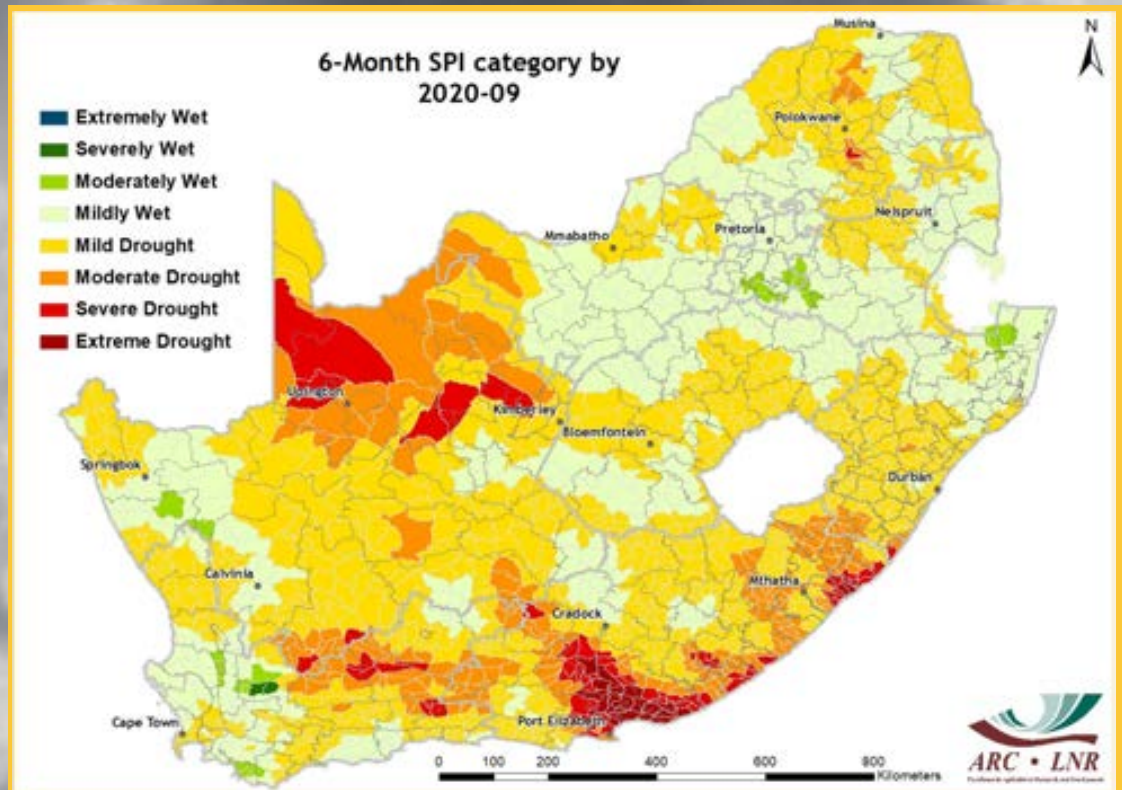 6-Month SPI category by
2020-09
N
Extremely Wet
Severely Wet
Moderately Wet
Mildly Wet
Mild Drought
Moderate Drought
Severe Drought
Extreme Drought
Musina
Polokwane
Nelspruit
Pretoria
Mmabatho
Upington
Kimberley
Bloemfontein
Springbok
Durban
Calvinia
Mthatha
Cradock
Cape Town
Port Elizabeth
0 100 200 400 600 800
Kilometers
ARC • LNR